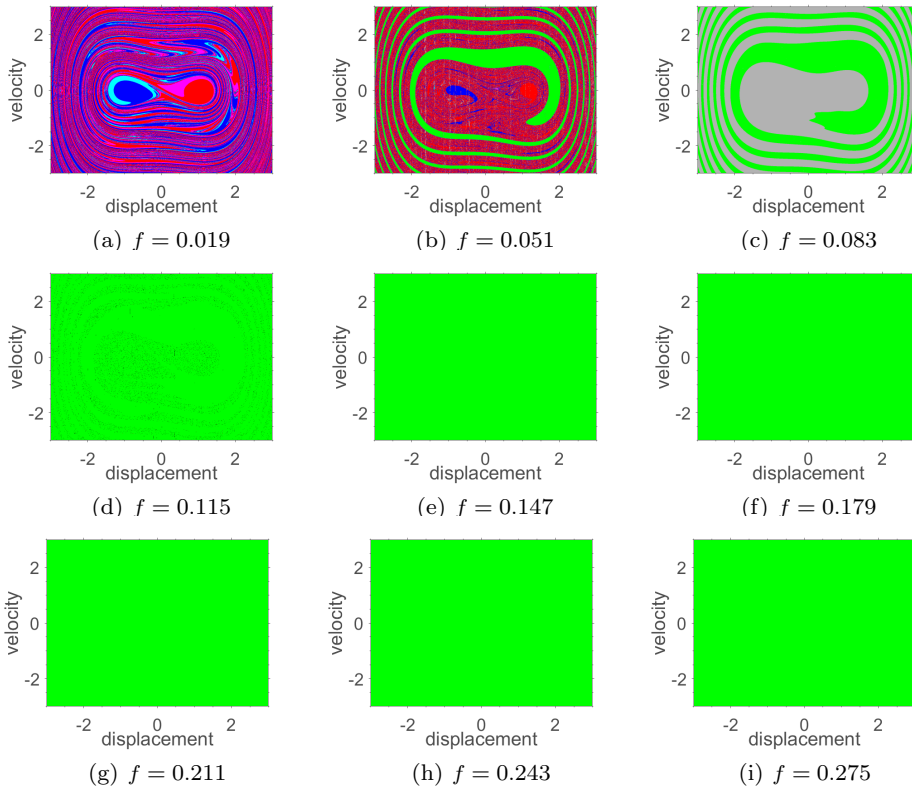 2
0
-2
velocity
-2
0
2
displacement
(a) f = 0.019
2
0
-2
velocity
-2
0
2
displacement
(b) f = 0.051
2
0
-2
velocity
-2
0
2
displacement
(c) f = 0.083
2
0
-2
velocity
-2
0
2
displacement
(d) f = 0.115
2
0
-2
velocity
-2
0
2
displacement
(e) f = 0.147
2
0
-2
velocity
-2
0
2
displacement
(f) f = 0.179
2
0
-2
velocity
-2
0
2
displacement
(g) f = 0.211
2
0
-2
velocity
-2
0
2
displacement
(h) f = 0.243
2
0
-2
velocity
-2
0
2
displacement
(i) f = 0.275